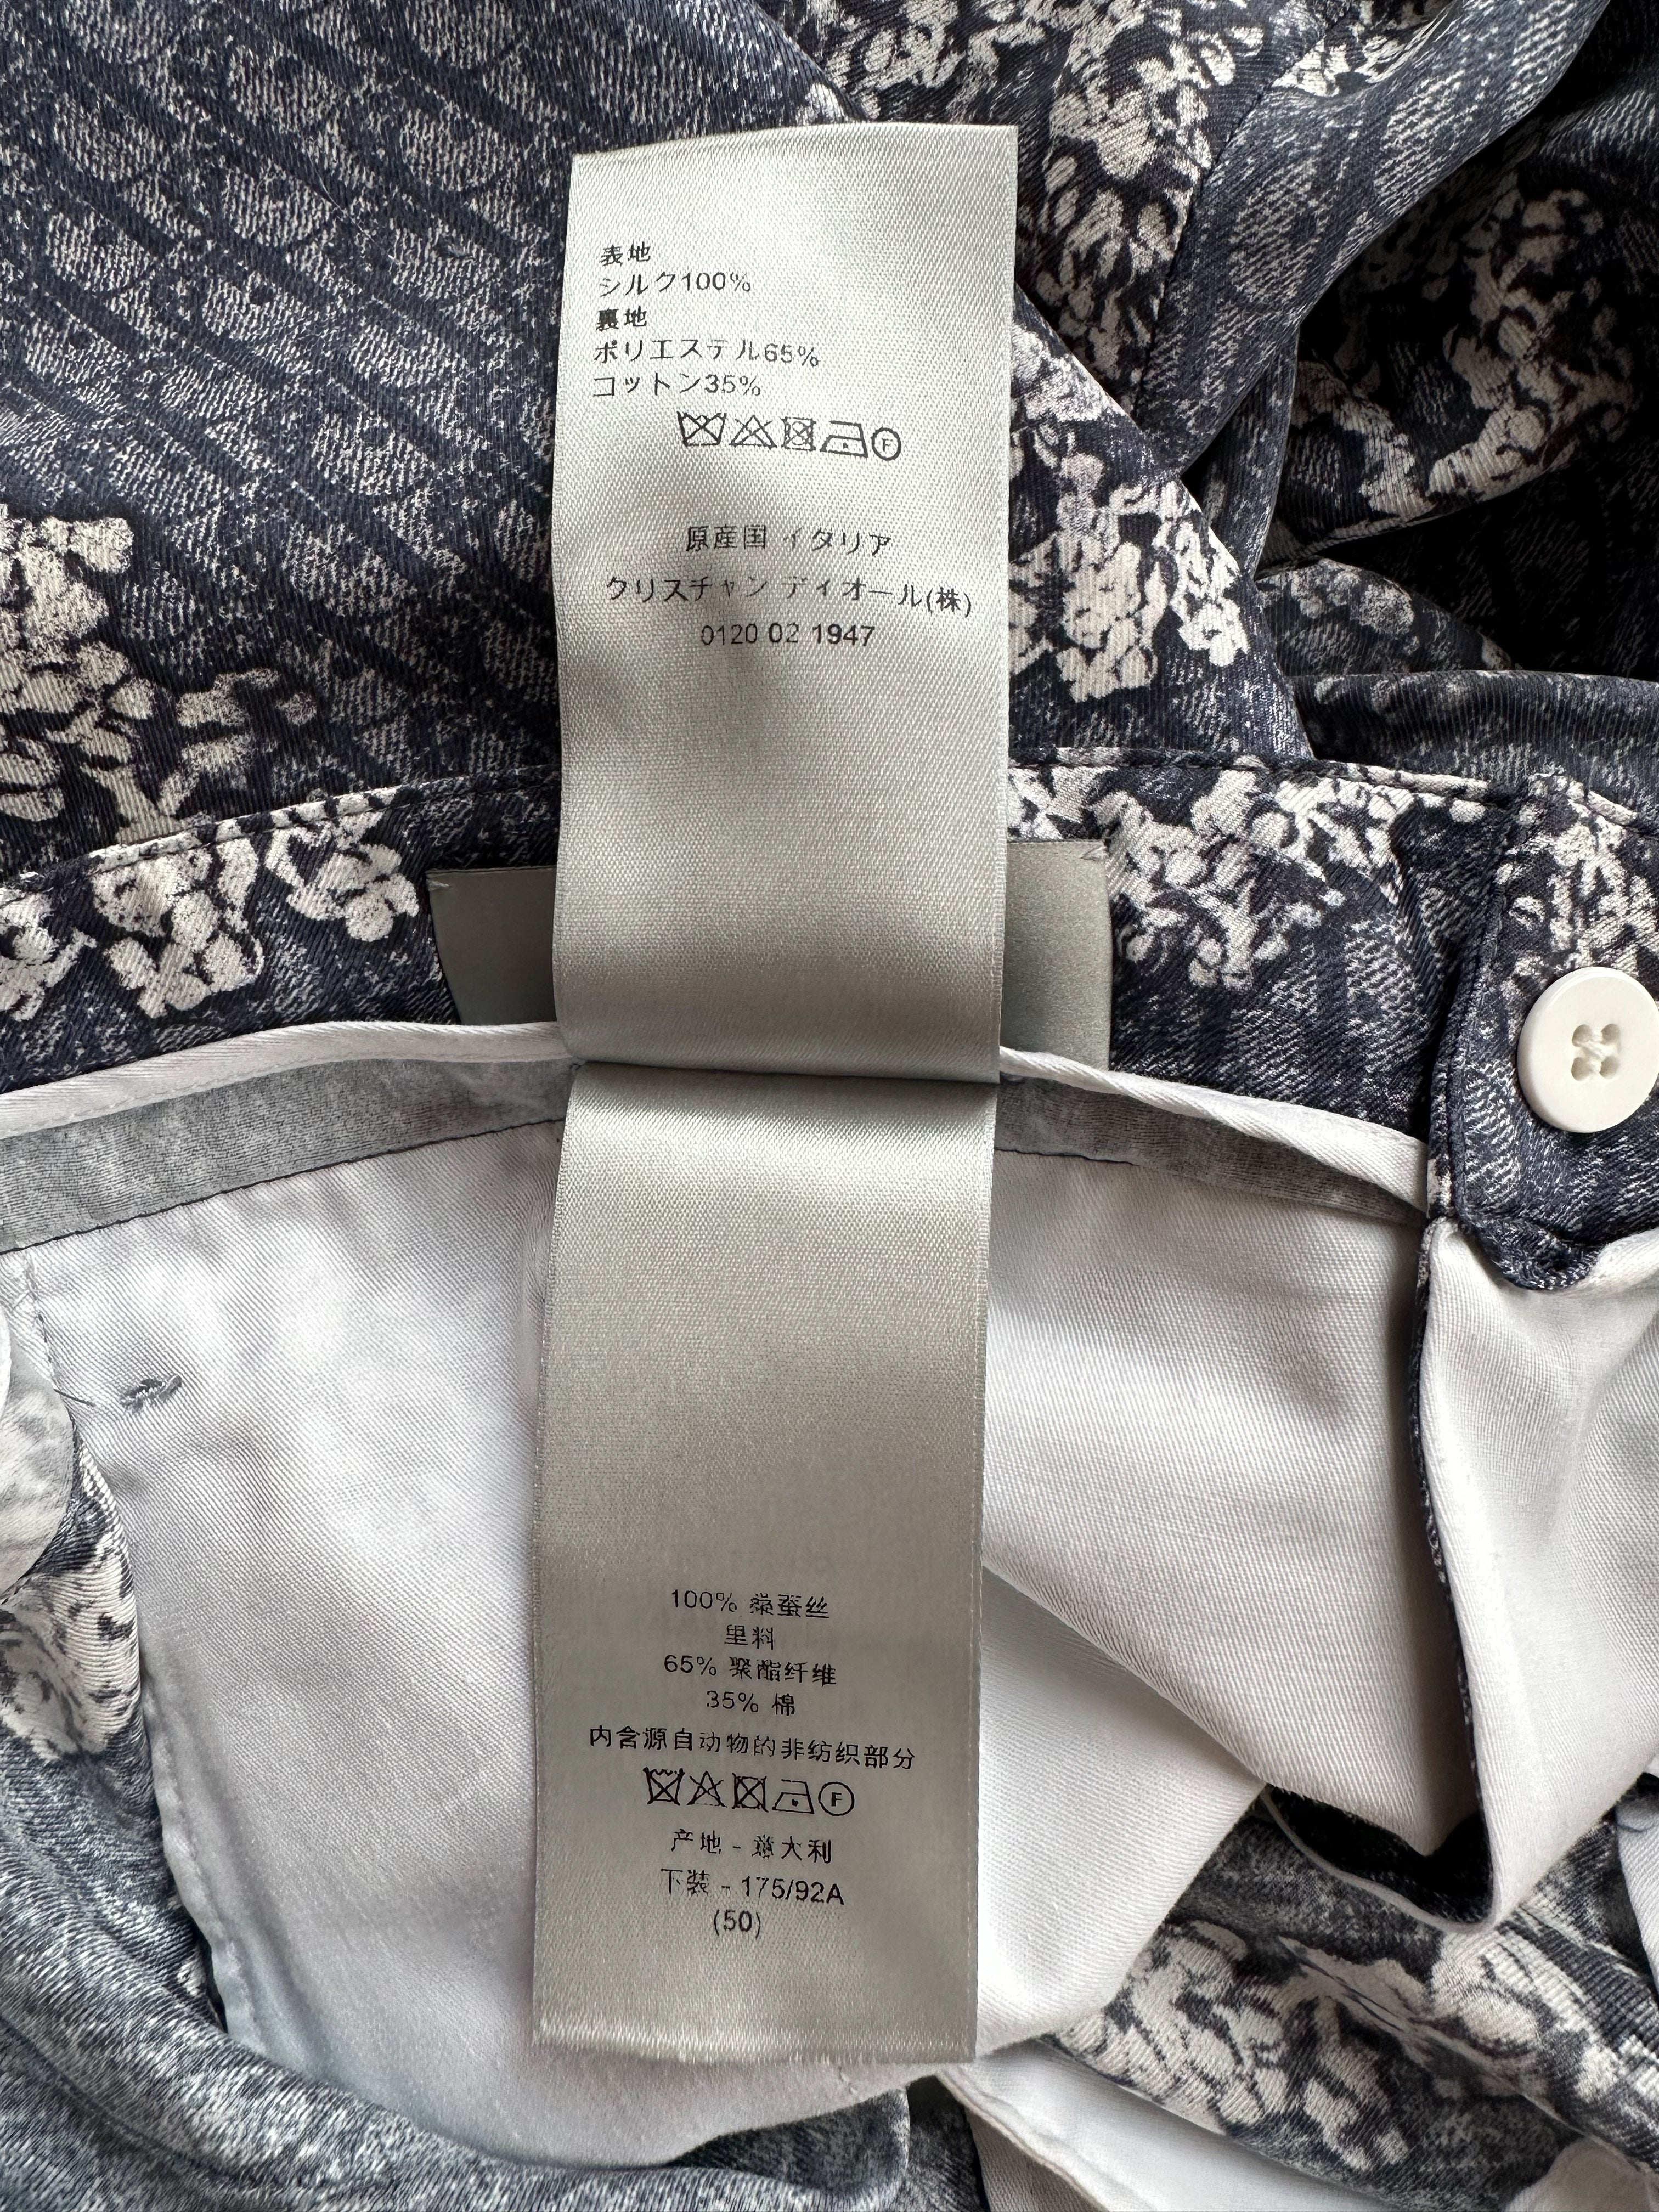 表地
シルク100%
裏地
ポリエステル65%
コットン35%
F
原産国 イタリア
クリスチャン ディオール(株)
0120 02 1947
100% 桑蚕丝
里料
65% 聚酯纤维
35% 棉
内含源自动物的非纺织部分
F
产地 - 意大利
下装 - 175/92A
(50)